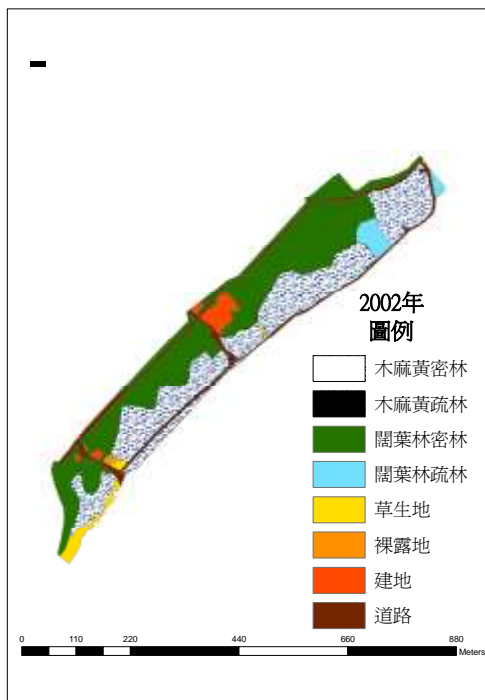 2002年
圖例
木麻黃密林
木麻黃疏林
闊葉林密林
闊葉林疏林
草生地
裸露地
建地
道路
0 110 220 440 660 880
Meters